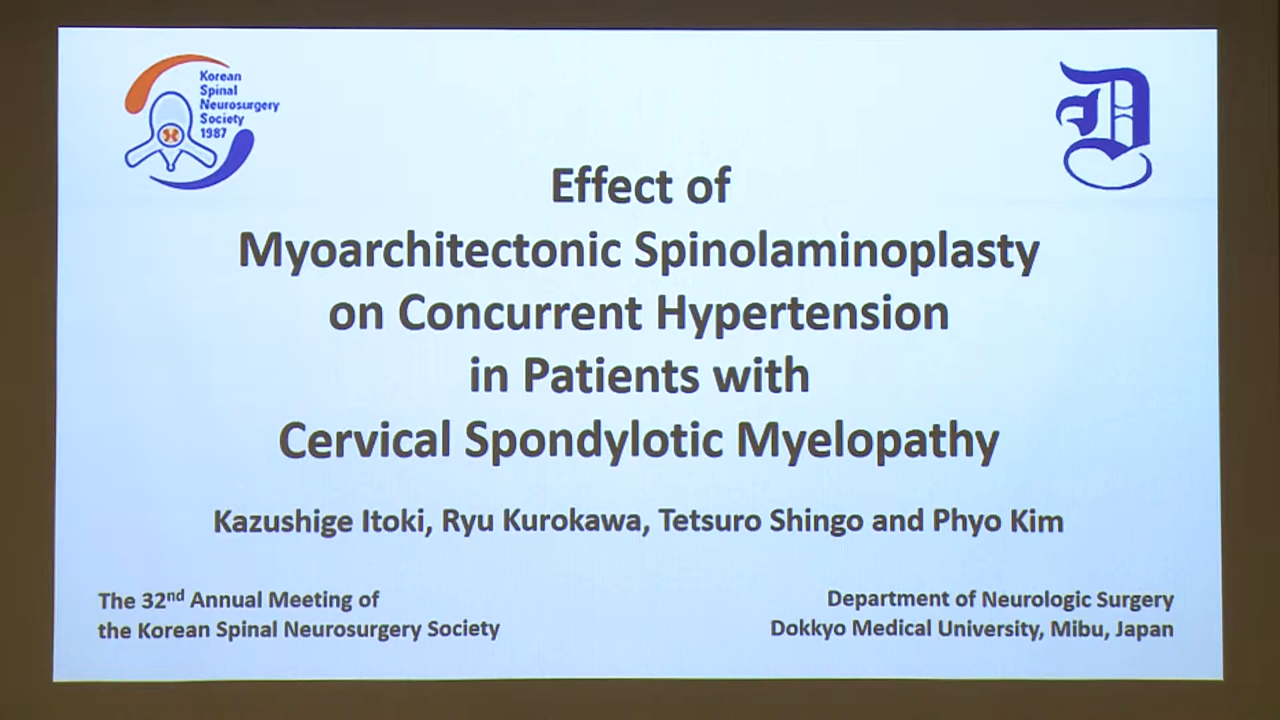 Korean
Spinal
Neurosurgery
Society
1987
D
Effect of
Myoarchitectonic Spinolaminoplasty
on Concurrent Hypertension
in Patients with
Cervical Spondylotic Myelopathy
Kazushige Itoki, Ryu Kurokawa, Tetsuro Shingo and Phyo Kim
The 32nd Annual Meeting of
the Korean Spinal Neurosurgery Society
Department of Neurologic Surgery
Dokkyo Medical University, Mibu, Japan